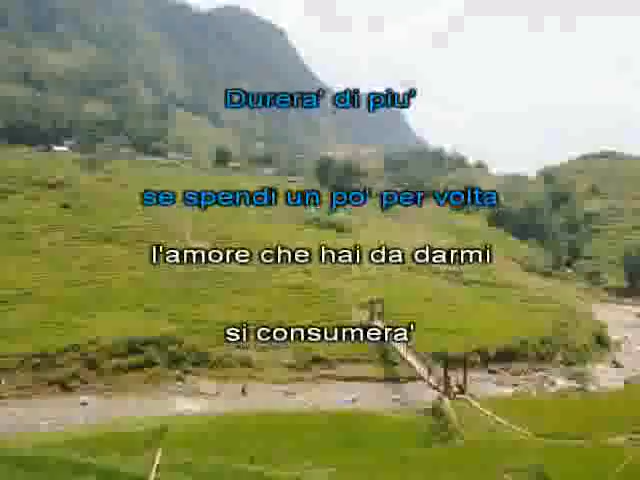 Durera' di piu'
se spendi un po' per volta
l'amore che hai da darmi
si consumera'